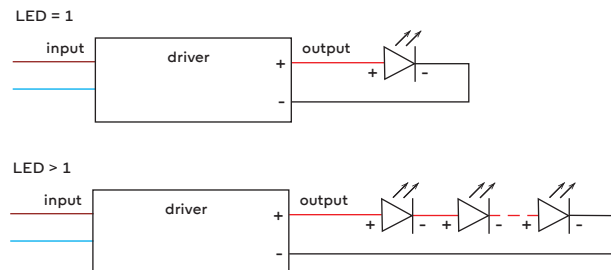 LED = 1
input driver + output
+ -
-
LED > 1
input driver + output
+ - + - + -
-